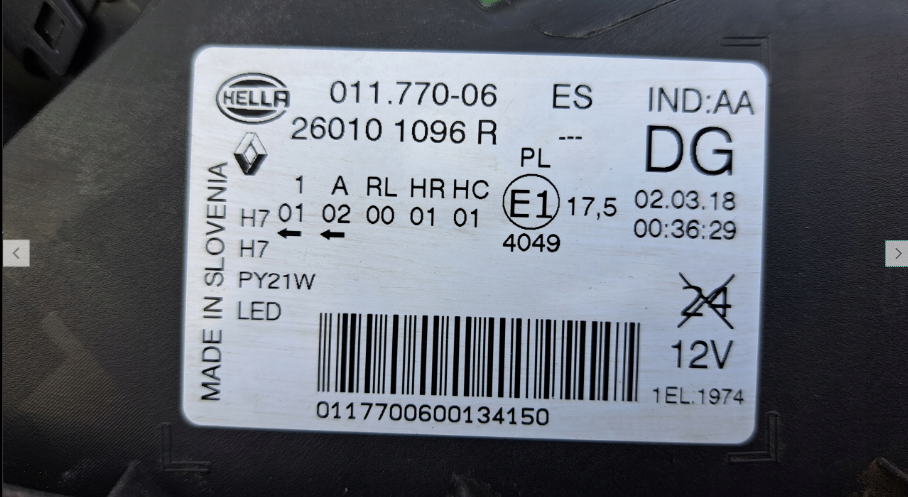 HELLA
011.770-06 ES IND:AA
26010 1096 R --- DG
PL
1 A RL HR HC
H7 01 02 00 01 01 E1 17,5 02.03.18
4049 00:36:29
H7
PY21W
LED
24
12V
1EL.1974
0117700600134150
MADE IN SLOVENIA